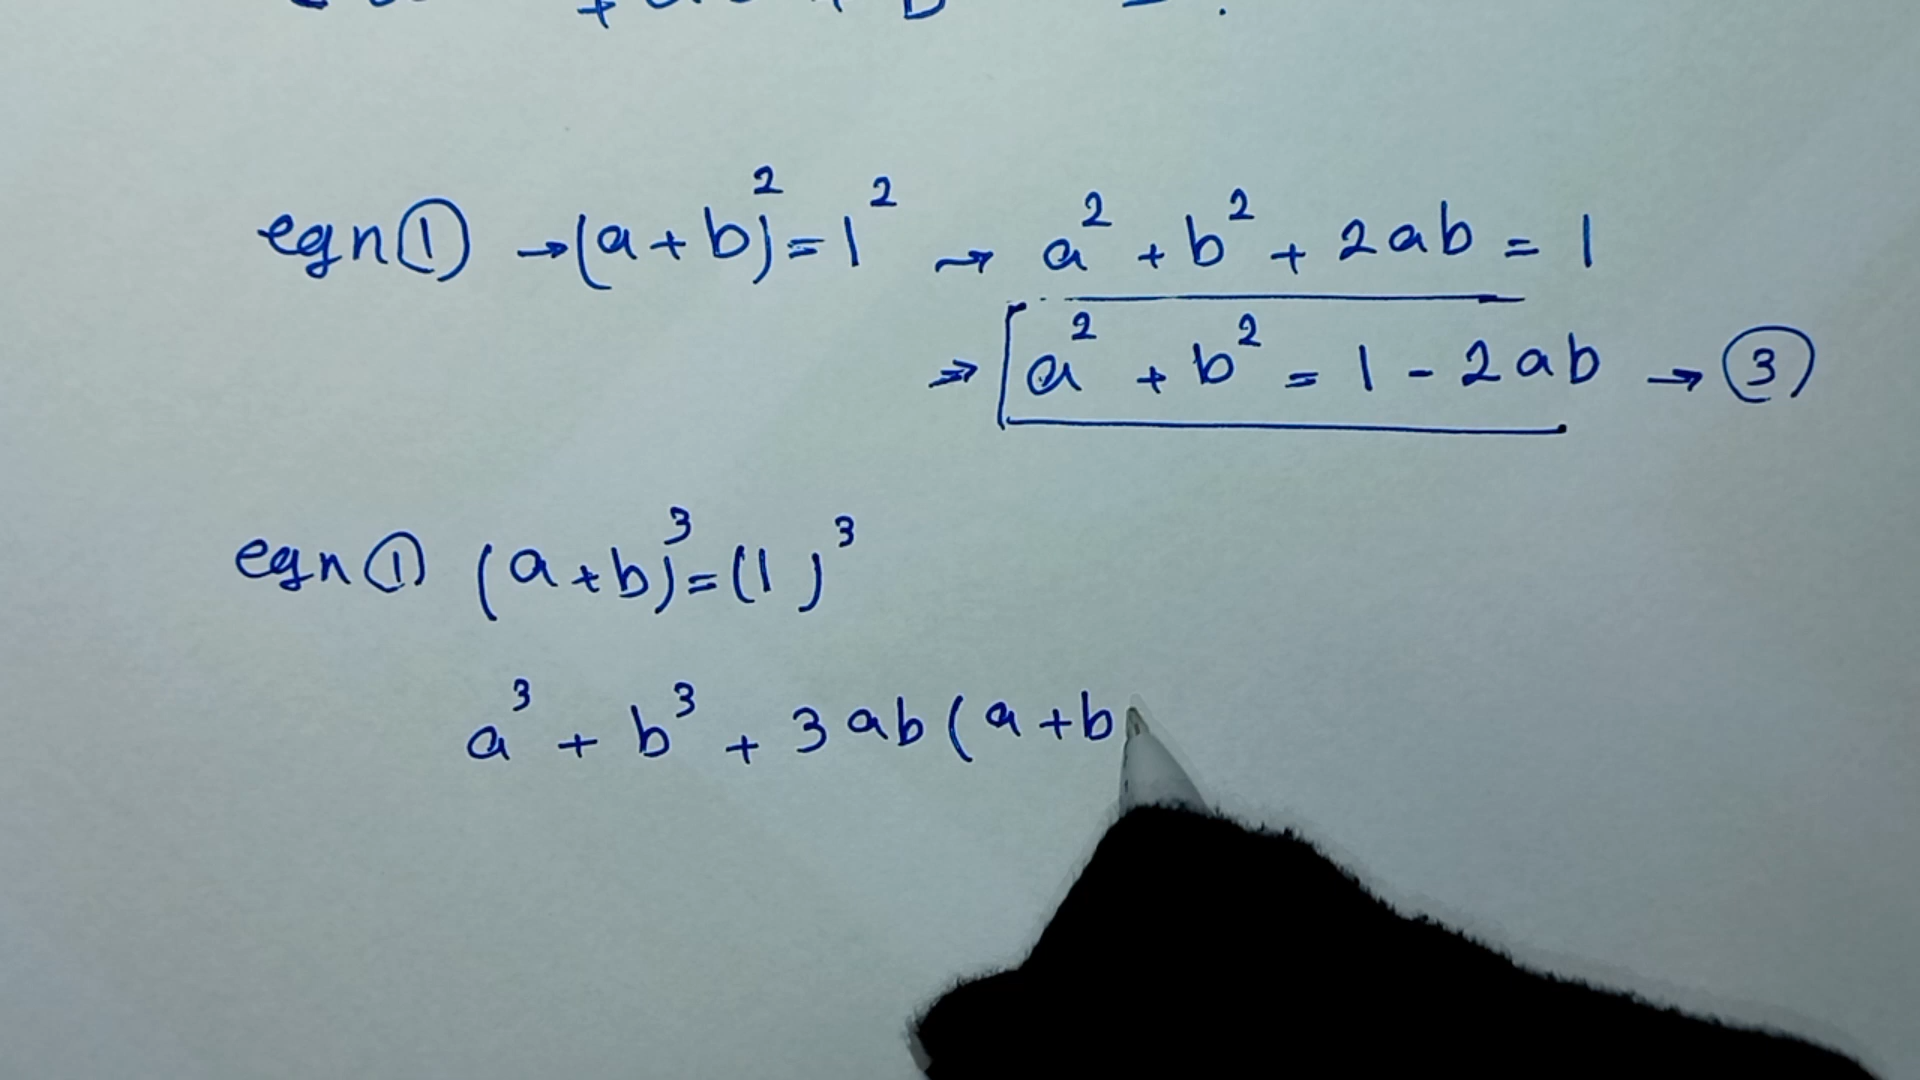 eqn ① → (a + b)² = 1² → a² + b² + 2ab = 1
⇒ a² + b² = 1 - 2ab → ③
eqn ① (a + b)³ = (1)³
a³ + b³ + 3ab(a + b